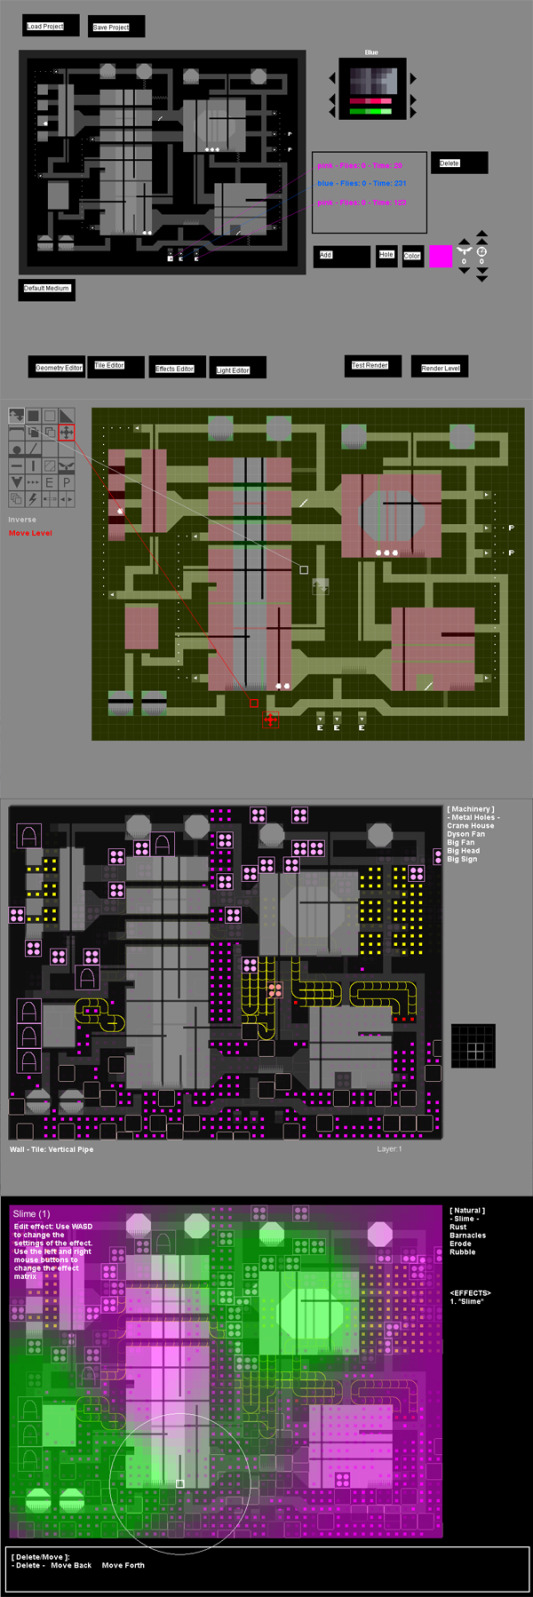 Load Project
Save Project
Blue
pink - Flies: 0 - Time: 25
blue - Flies: 0 - Time: 231
pink - Flies: 0 - Time: 123
Delete
Add
Hole
Color
0
0
P
P
E
E
Default Medium
Geometry Editor
Tile Editor
Effects Editor
Light Editor
Test Render
Render Level
E
P
Inverse
Move Level
P
P
E
E
E
[ Machinery ]
- Metal Holes -
Crane House
Dyson Fan
Big Fan
Big Head
Big Sign
Wall - Tile: Vertical Pipe
Layer:1
Slime (1)
Edit effect: Use WASD
to change the
settings of the effect.
Use the left and right
mouse buttons to
change the effect
matrix
[ Natural ]
- Slime -
Rust
Barnacles
Erode
Rubble
<EFFECTS>
1. "Slime"
[ Delete/Move ]:
- Delete - Move Back Move Forth